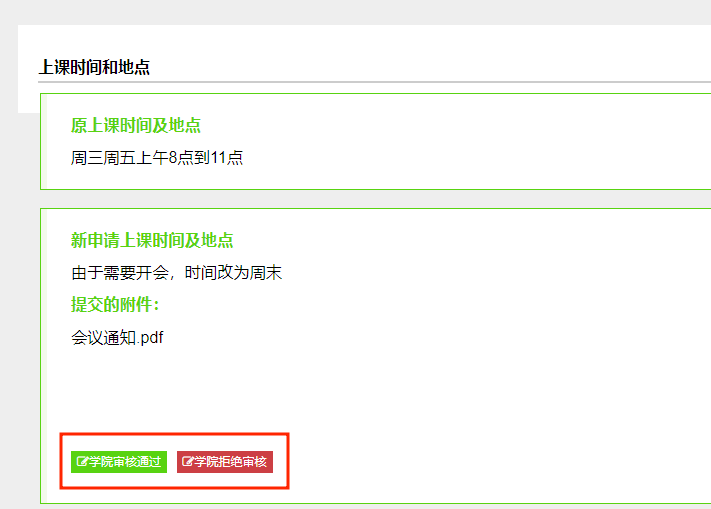 上课时间和地点
原上课时间及地点
周三周五上午8点到11点
新申请上课时间及地点
由于需要开会，时间改为周末
提交的附件：
会议通知.pdf
学院审核通过 学院拒绝审核